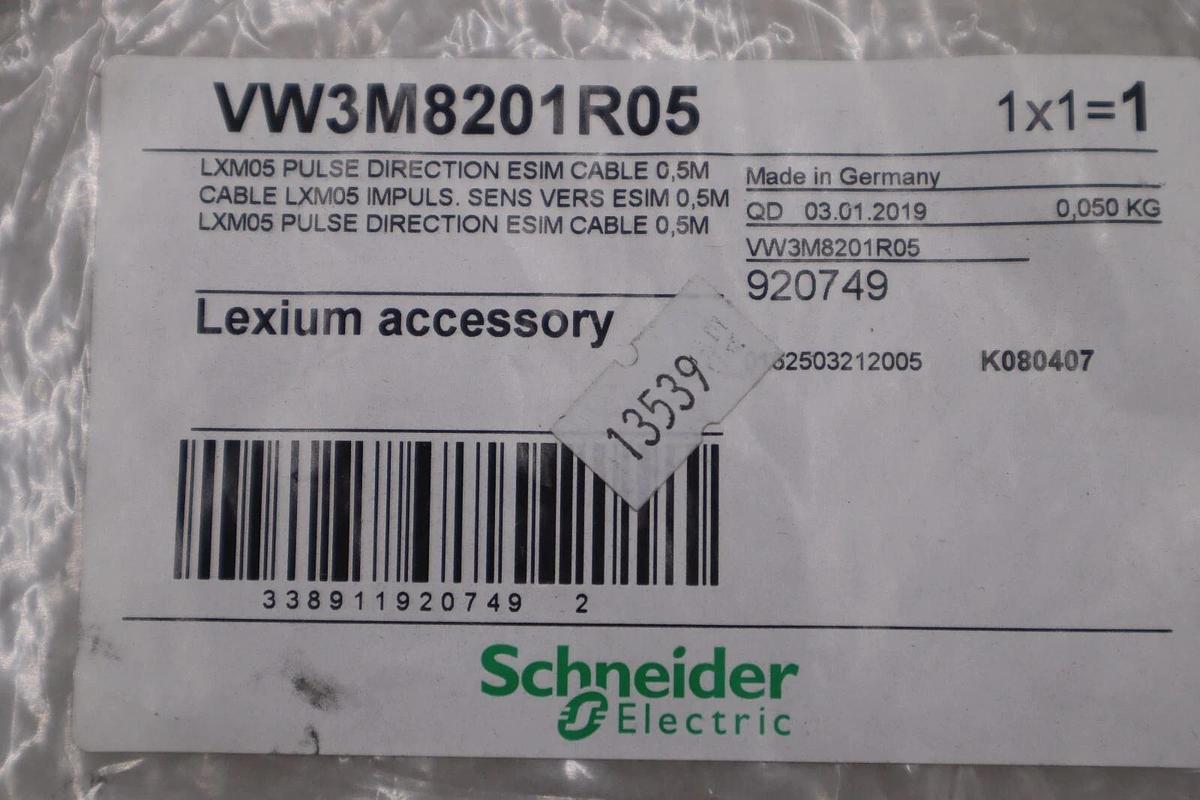 VW3M8201R05 1x1=1
LXM05 PULSE DIRECTION ESIM CABLE 0,5M
CABLE LXM05 IMPULS. SENS VERS ESIM 0,5M
LXM05 PULSE DIRECTION ESIM CABLE 0,5M
Made in Germany
QD 03.01.2019 0,050 KG
VW3M8201R05
920749
Lexium accessory
K080407
13539
338911920749 2
Schneider
Electric